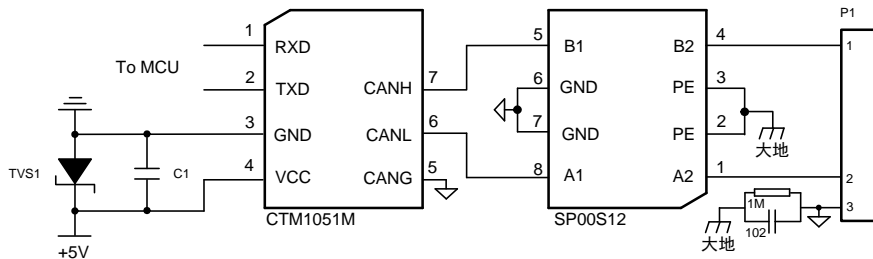 P1
1 RXD
To MCU
2 TXD
3 GND
4 VCC
CANH 7
CANL 6
CANG 5
CTM1051M
TVS1
C1
+5V
5 B1
6 GND
7 GND
8 A1
B2 4
PE 3
PE 2
A2 1
SP00S12
大地
1
2
3
1M
102
大地